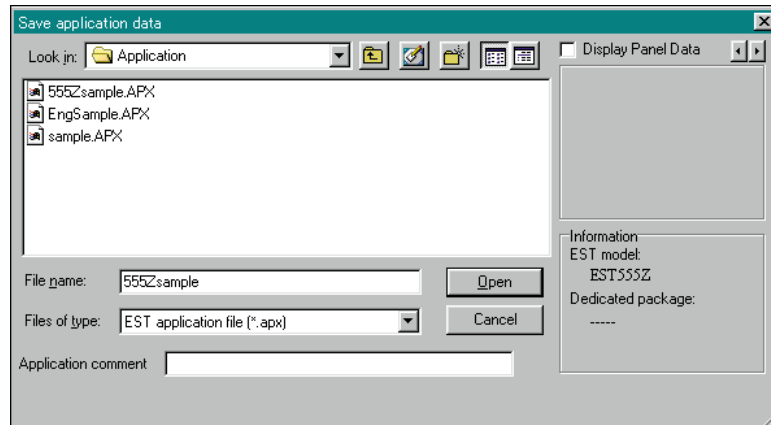 Save application data
Look in: Application
Display Panel Data
555Zsample.APX
EngSample.APX
sample.APX
Information
EST model:
EST555Z
Dedicated package:
-----
File name: 555Zsample
Open
Files of type: EST application file (*.apx)
Cancel
Application comment